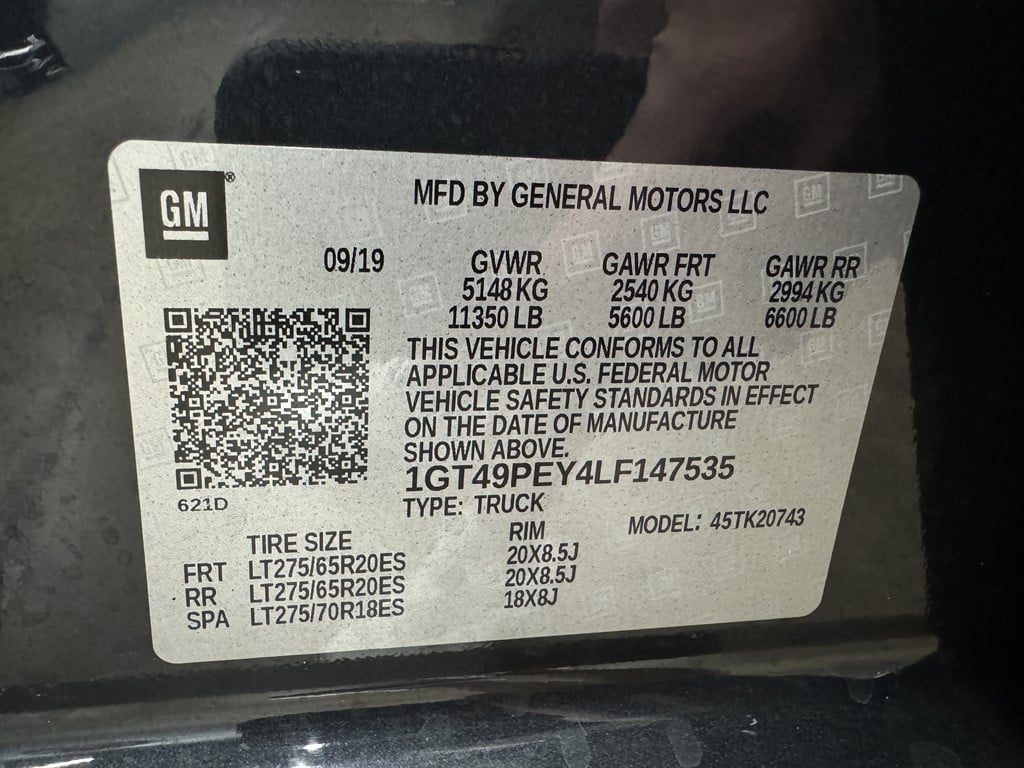 GM®
MFD BY GENERAL MOTORS LLC
09/19 GVWR GAWR FRT GAWR RR
5148 KG 2540 KG 2994 KG
11350 LB 5600 LB 6600 LB
THIS VEHICLE CONFORMS TO ALL
APPLICABLE U.S. FEDERAL MOTOR
VEHICLE SAFETY STANDARDS IN EFFECT
ON THE DATE OF MANUFACTURE
SHOWN ABOVE.
1GT49PEY4LF147535
621D
TYPE: TRUCK
MODEL: 45TK20743
TIRE SIZE RIM
FRT LT275/65R20ES 20X8.5J
RR LT275/65R20ES 20X8.5J
SPA LT275/70R18ES 18X8J